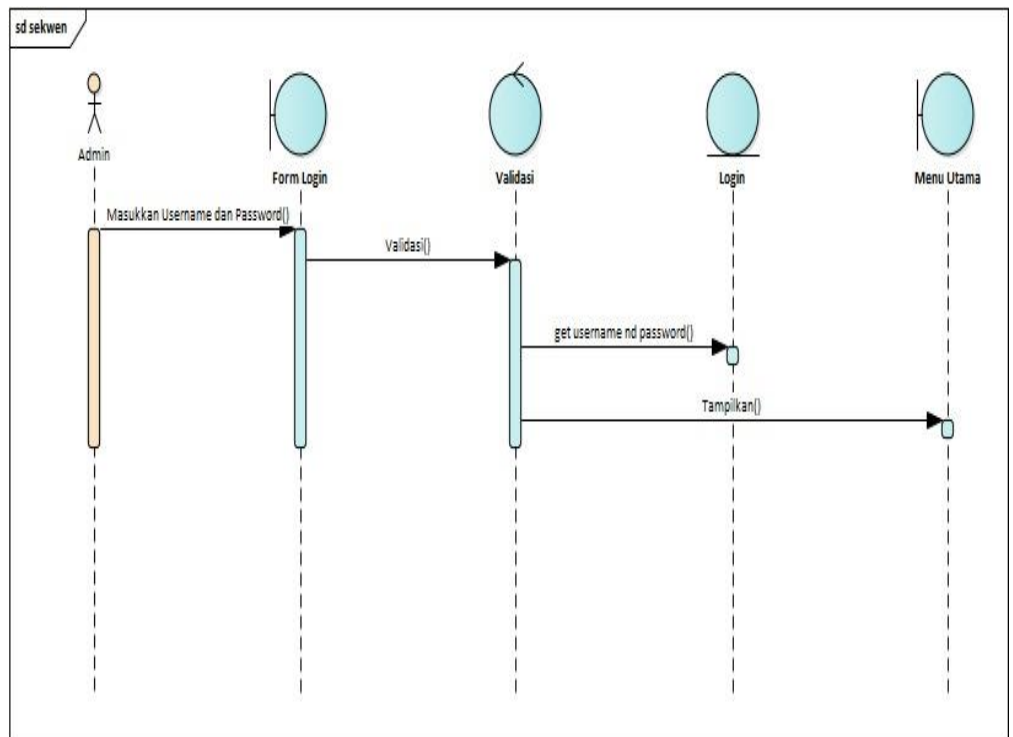 sd sekwen
Admin
Form Login
Validasi
Login
Menu Utama
Masukkan Username dan Password()
Validasi()
get username nd password()
Tampilkan()